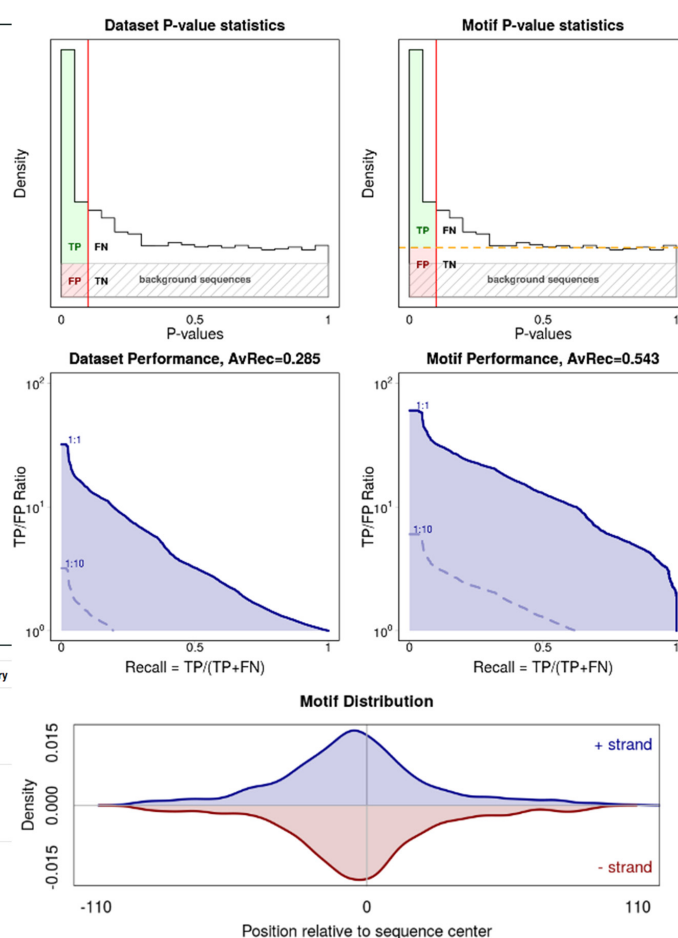 Dataset P-value statistics
Density
TP
FN
FP
TN
background sequences
0
0.5
1
P-values
Motif P-value statistics
Density
TP
FN
FP
TN
background sequences
0
0.5
1
P-values
Dataset Performance, AvRec=0.285
TP/FP Ratio
10²
10¹
10⁰
1:1
1:10
0
0.5
1
Recall = TP/(TP+FN)
Motif Performance, AvRec=0.543
TP/FP Ratio
10²
10¹
10⁰
1:1
1:10
0
0.5
1
Recall = TP/(TP+FN)
ry
Motif Distribution
Density
0.015
0.000
-0.015
+ strand
- strand
-110
0
110
Position relative to sequence center